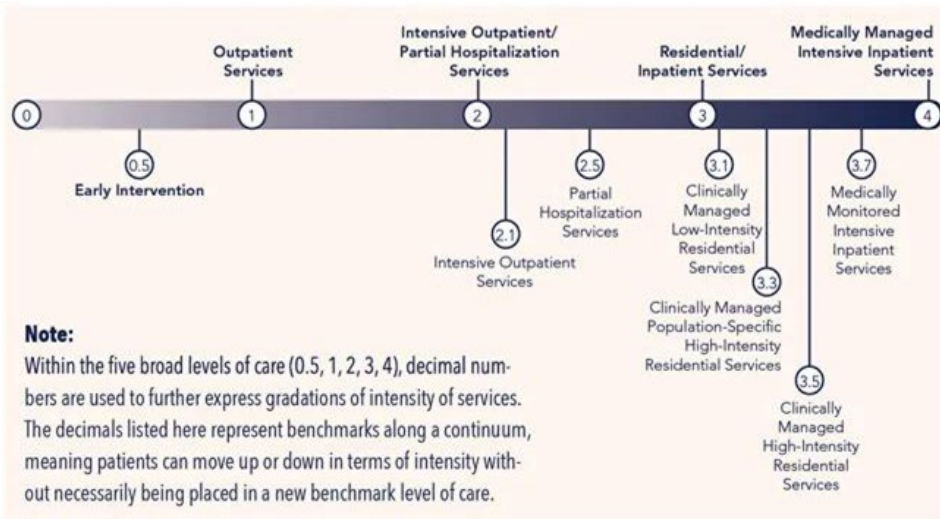 Outpatient
Services
Intensive Outpatient/
Partial Hospitalization
Services
Residential/
Inpatient Services
Medically Managed
Intensive Inpatient
Services
0
1
2
3
4
0.5
Early Intervention
2.1
Intensive Outpatient
Services
2.5
Partial
Hospitalization
Services
3.1
Clinically
Managed
Low-Intensity
Residential
Services
3.3
Clinically Managed
Population-Specific
High-Intensity
Residential Services
3.5
Clinically
Managed
High-Intensity
Residential
Services
3.7
Medically
Monitored
Intensive
Inpatient
Services
Note:
Within the five broad levels of care (0.5, 1, 2, 3, 4), decimal num-
bers are used to further express gradations of intensity of services.
The decimals listed here represent benchmarks along a continuum,
meaning patients can move up or down in terms of intensity with-
out necessarily being placed in a new benchmark level of care.